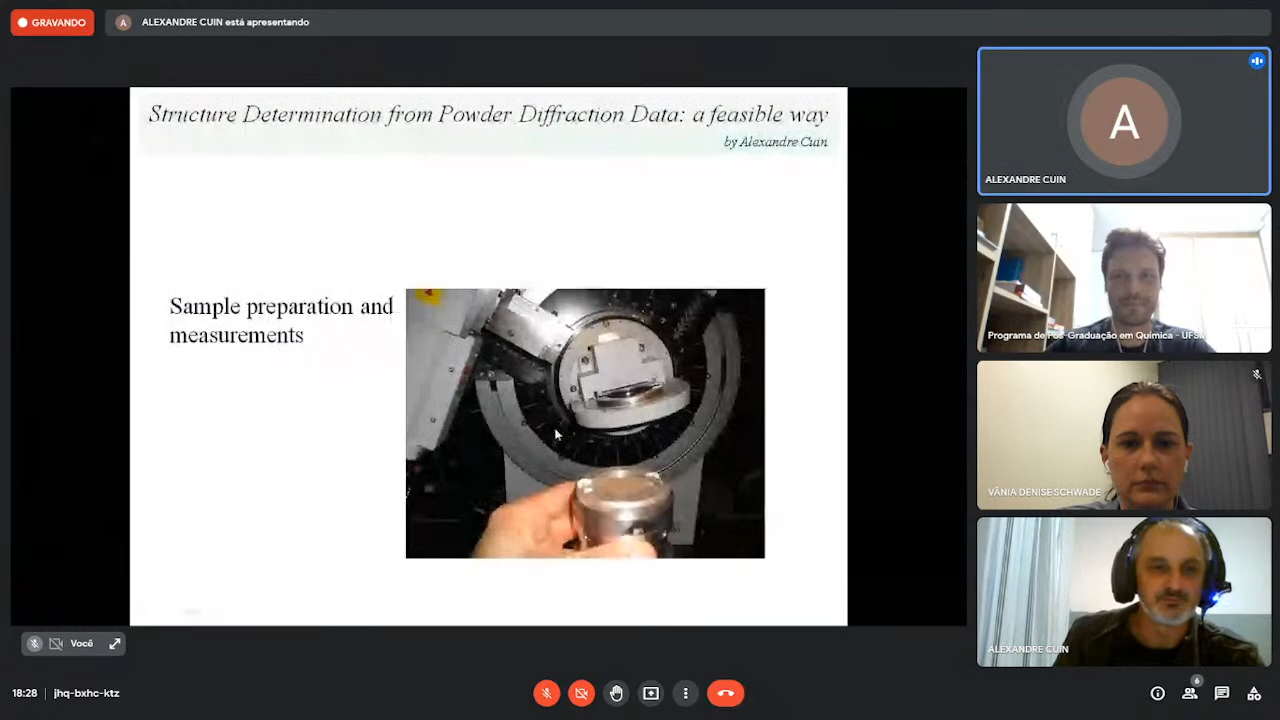 GRAVANDO
A
ALEXANDRE CUIN está apresentando
Structure Determination from Powder Diffraction Data: a feasible way
by Alexandre Cuin
Sample preparation and
measurements
A
ALEXANDRE CUIN
Programa de Pós-Graduação em Química - UFSM
VÂNIA DENISE SCHWADE
ALEXANDRE CUIN
Você
18:28 | jhq-bxhc-ktz
6